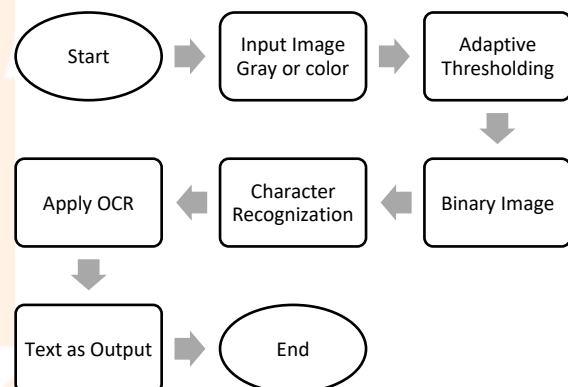 Start
Input Image
Gray or color
Adaptive
Thresholding
Binary Image
Character
Recognization
Apply OCR
Text as Output
End